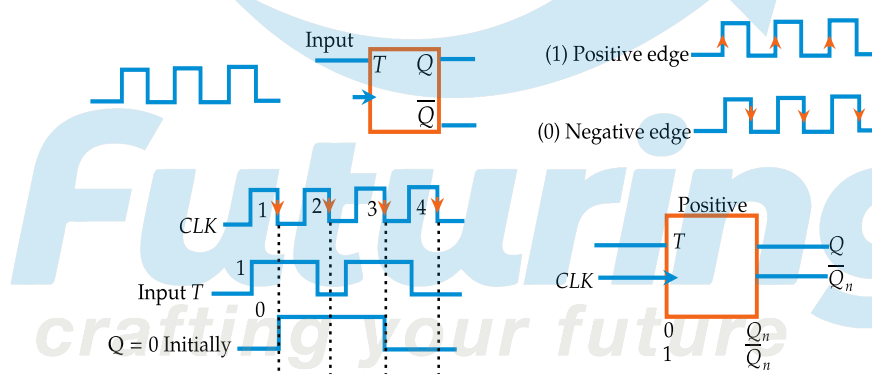 Input
T Q
Q̅
(1) Positive edge
(0) Negative edge
CLK 1 2 3 4
Input T 1
0
Q = 0 Initially
Positive
T
Q
CLK
Q̅ₙ
0 Qₙ
1 Q̅ₙ
Futuring
crafting your future